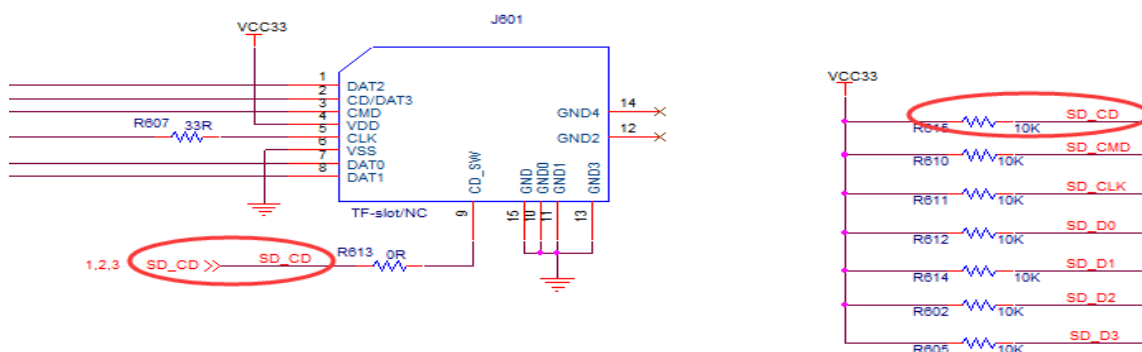 J601
VCC33
1 DAT2
2 CD/DAT3
3 CMD
4 VDD
R607 33R 5 CLK
6 VSS
7 DAT0
8 DAT1
GND4 14
GND2 12
CD_SW
GND
GND0
GND1
GND3
TF-slot/NC
9
15
10
11
13
1,2,3 SD_CD SD_CD R613 0R
VCC33
R615 10K SD_CD
R610 10K SD_CMD
R611 10K SD_CLK
R612 10K SD_D0
R614 10K SD_D1
R602 10K SD_D2
R605 10K SD_D3